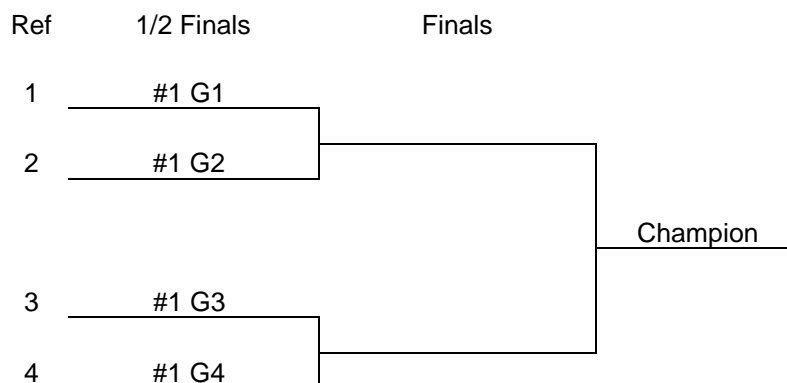 Ref 1/2 Finals Finals
1 #1 G1
2 #1 G2
Champion
3 #1 G3
4 #1 G4